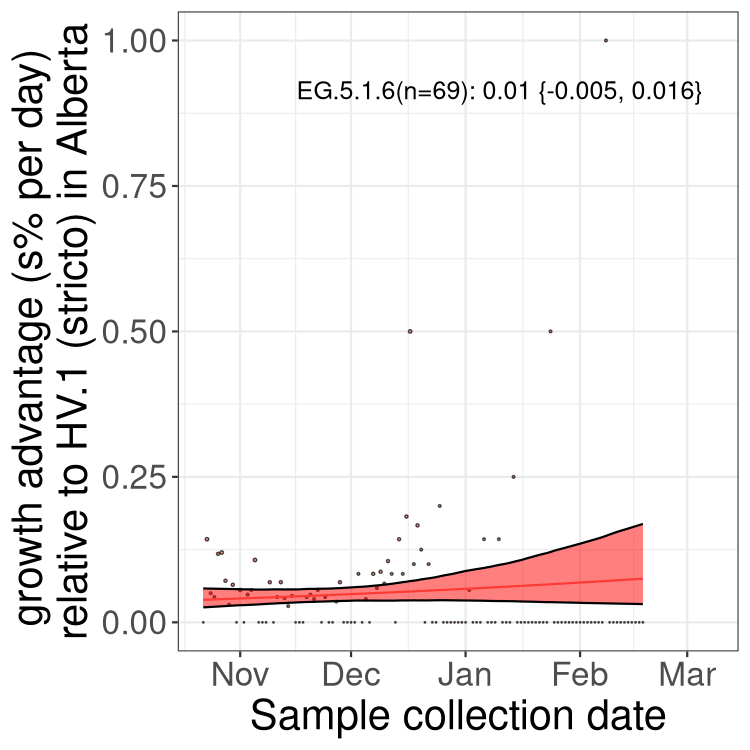 growth advantage (s% per day)
relative to HV.1 (stricto) in Alberta
1.00
0.75
0.50
0.25
0.00
EG.5.1.6(n=69): 0.01 {-0.005, 0.016}
Nov Dec Jan Feb Mar
Sample collection date